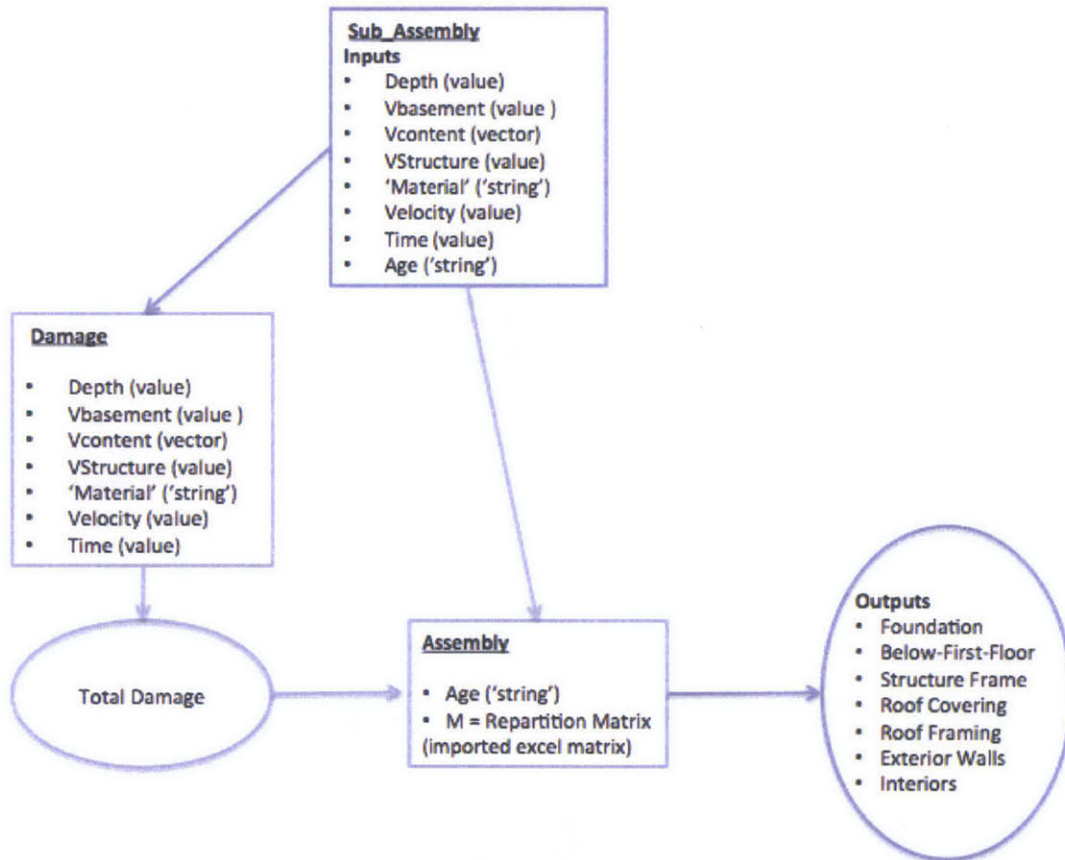 Sub_Assembly
Inputs
• Depth (value)
• Vbasement (value )
• Vcontent (vector)
• VStructure (value)
• ‘Material’ (‘string’)
• Velocity (value)
• Time (value)
• Age (‘string’)
Damage
• Depth (value)
• Vbasement (value )
• Vcontent (vector)
• VStructure (value)
• ‘Material’ (‘string’)
• Velocity (value)
• Time (value)
Total Damage
Assembly
• Age (‘string’)
• M = Repartition Matrix
(imported excel matrix)
Outputs
• Foundation
• Below-First-Floor
• Structure Frame
• Roof Covering
• Roof Framing
• Exterior Walls
• Interiors